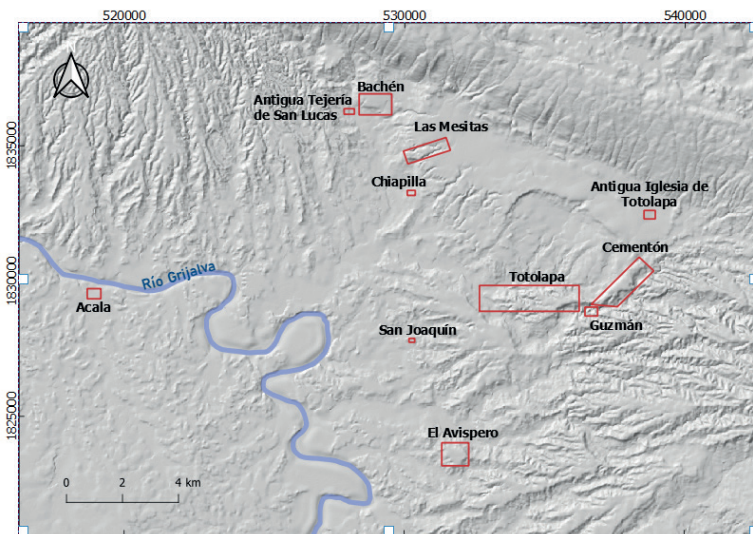 520000
530000
540000
Bachén
Antigua Tejería
de San Lucas
Las Mesitas
1835000
Chiapilla
Antigua Iglesia de
Totolapa
Cementón
Río Grijalva
1830000
Totolapa
Acala
Guzmán
San Joaquín
1825000
El Avispero
0 2 4 km